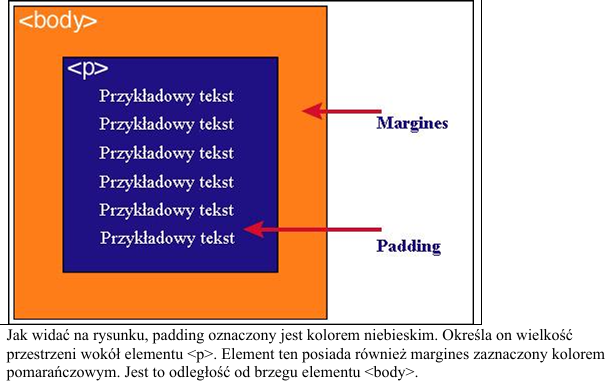 <body>
<p>
Przykładowy tekst
Przykładowy tekst
Przykładowy tekst
Przykładowy tekst
Przykładowy tekst
Przykładowy tekst
Margines
Padding
Jak widać na rysunku, padding oznaczony jest kolorem niebieskim. Określa on wielkość
przestrzeni wokół elementu <p>. Element ten posiada również margines zaznaczony kolorem
pomarańczowym. Jest to odległość od brzegu elementu <body>.